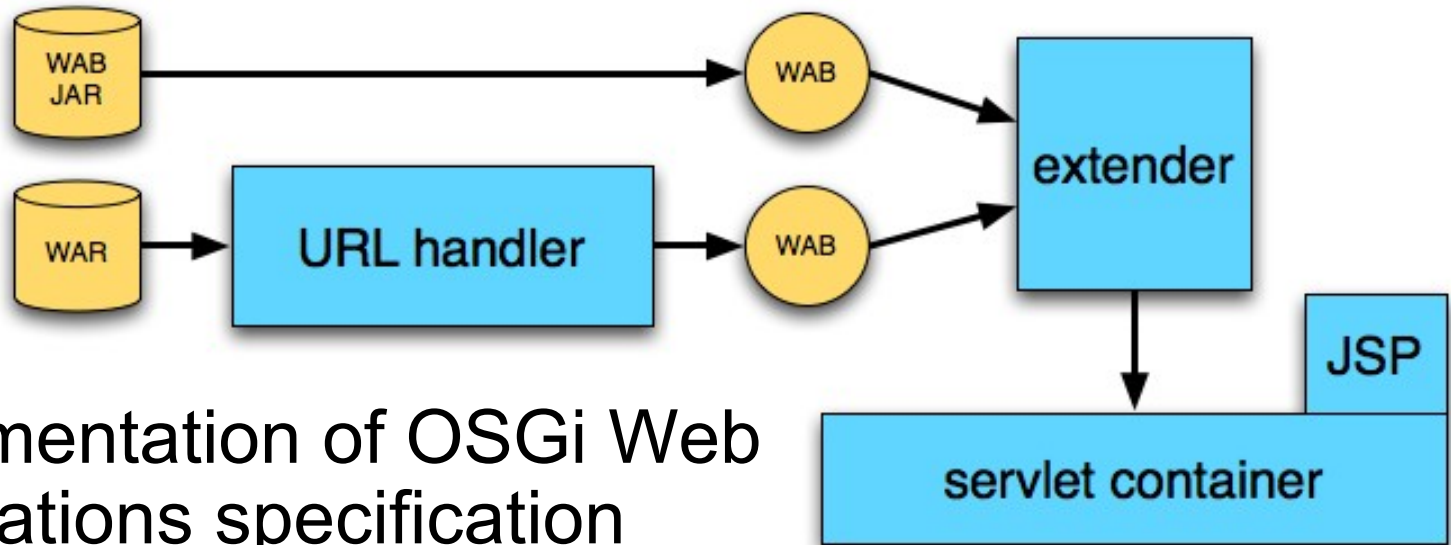 WAB
JAR
WAB
extender
WAR
URL handler
WAB
JSP
servlet container
mentation of OSGi Web
ations specification